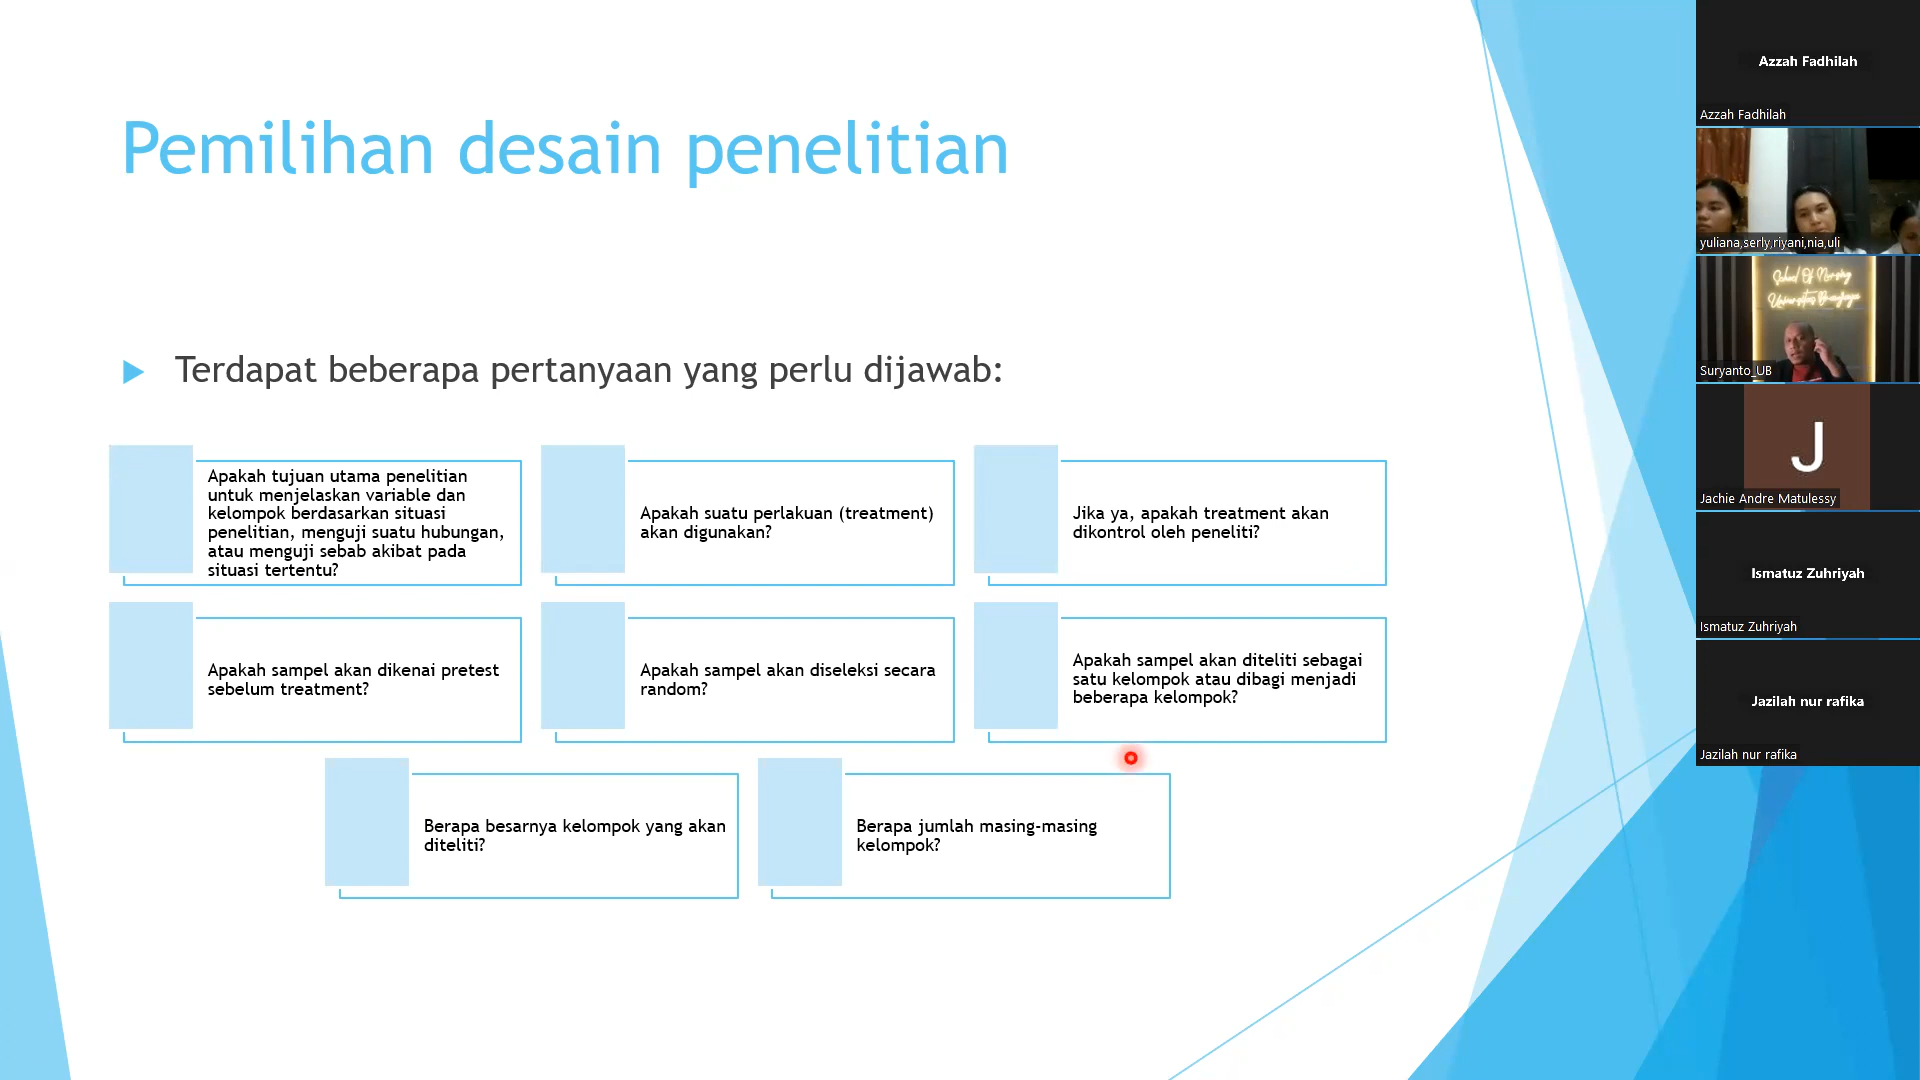 Pemilihan desain penelitian
Terdapat beberapa pertanyaan yang perlu dijawab:
Apakah tujuan utama penelitian
untuk menjelaskan variable dan
kelompok berdasarkan situasi
penelitian, menguji suatu hubungan,
atau menguji sebab akibat pada
situasi tertentu?
Apakah suatu perlakuan (treatment)
akan digunakan?
Jika ya, apakah treatment akan
dikontrol oleh peneliti?
Apakah sampel akan dikenai pretest
sebelum treatment?
Apakah sampel akan diseleksi secara
random?
Apakah sampel akan diteliti sebagai
satu kelompok atau dibagi menjadi
beberapa kelompok?
Berapa besarnya kelompok yang akan
diteliti?
Berapa jumlah masing-masing
kelompok?
Azzah Fadhilah
Azzah Fadhilah
yuliana,serly,riyani,nia,uli
School Of Nursing
Universitas Brawijaya
Suryanto_UB
J
Jachie Andre Matulessy
Ismatuz Zuhriyah
Ismatuz Zuhriyah
Jazilah nur rafika
Jazilah nur rafika